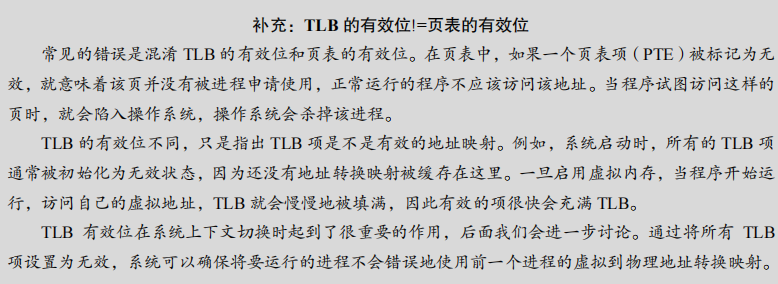 补充：TLB 的有效位!=页表的有效位
常见的错误是混淆 TLB 的有效位和页表的有效位。在页表中，如果一个页表项（PTE）被标记为无
效，就意味着该页并没有被进程申请使用，正常运行的程序不应该访问该地址。当程序试图访问这样的
页时，就会陷入操作系统，操作系统会杀掉该进程。
TLB 的有效位不同，只是指出 TLB 项是不是有效的地址映射。例如，系统启动时，所有的 TLB 项
通常被初始化为无效状态，因为还没有地址转换映射被缓存在这里。一旦启用虚拟内存，当程序开始运
行，访问自己的虚拟地址，TLB 就会慢慢地被填满，因此有效的项很快会充满 TLB。
TLB 有效位在系统上下文切换时起到了很重要的作用，后面我们会进一步讨论。通过将所有 TLB
项设置为无效，系统可以确保将要运行的进程不会错误地使用前一个进程的虚拟到物理地址转换映射。